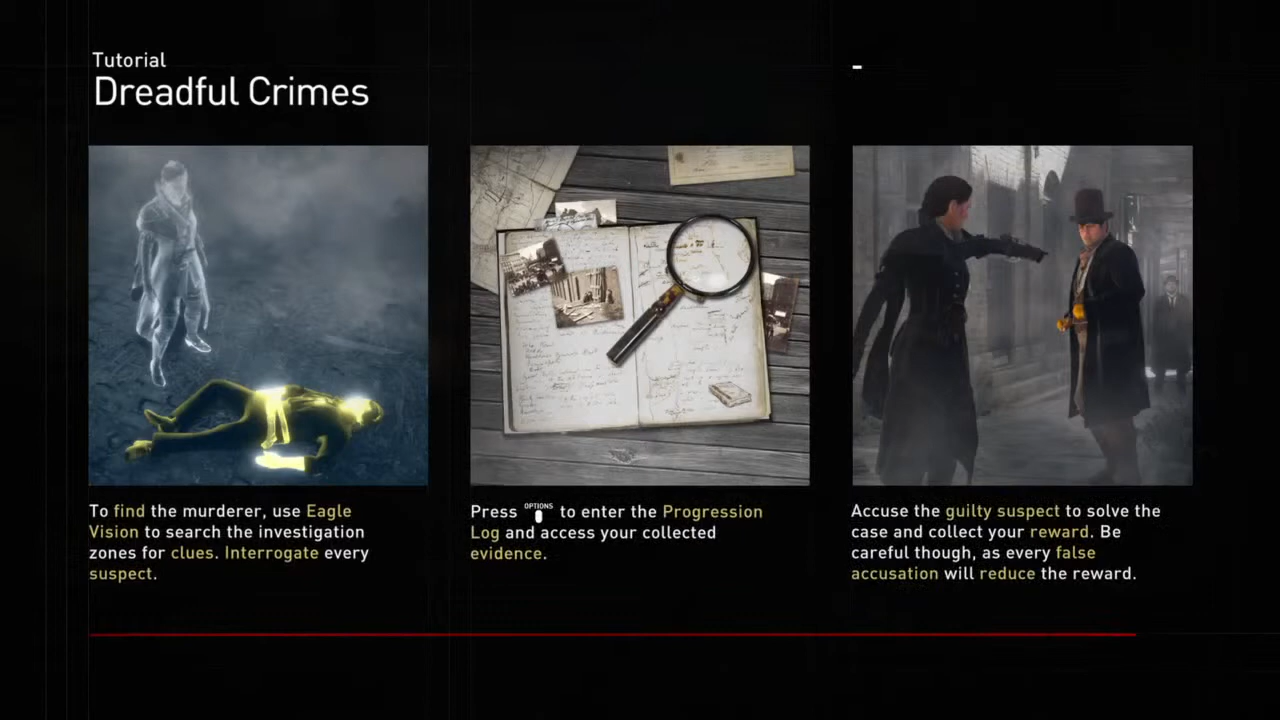 Tutorial
Dreadful Crimes
To find the murderer, use Eagle
Vision to search the investigation
zones for clues. Interrogate every
suspect.
Press OPTIONS to enter the Progression
Log and access your collected
evidence.
Accuse the guilty suspect to solve the
case and collect your reward. Be
careful though, as every false
accusation will reduce the reward.